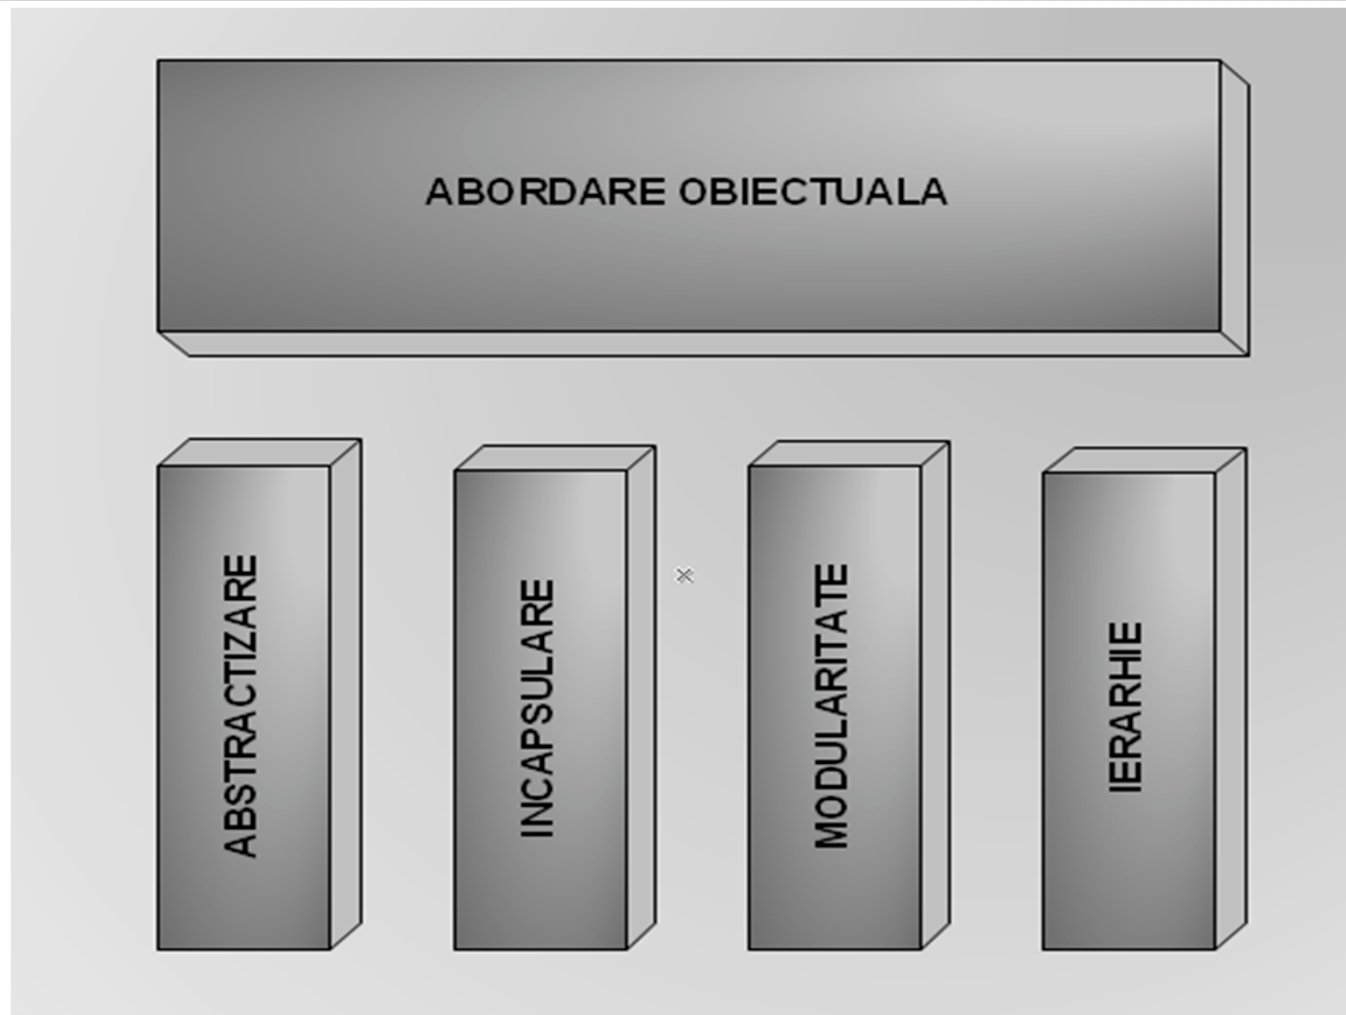 ABORDARE OBIECTUALA
ABSTRACTIZARE
INCAPSULARE
MODULARITATE
IERARHIE